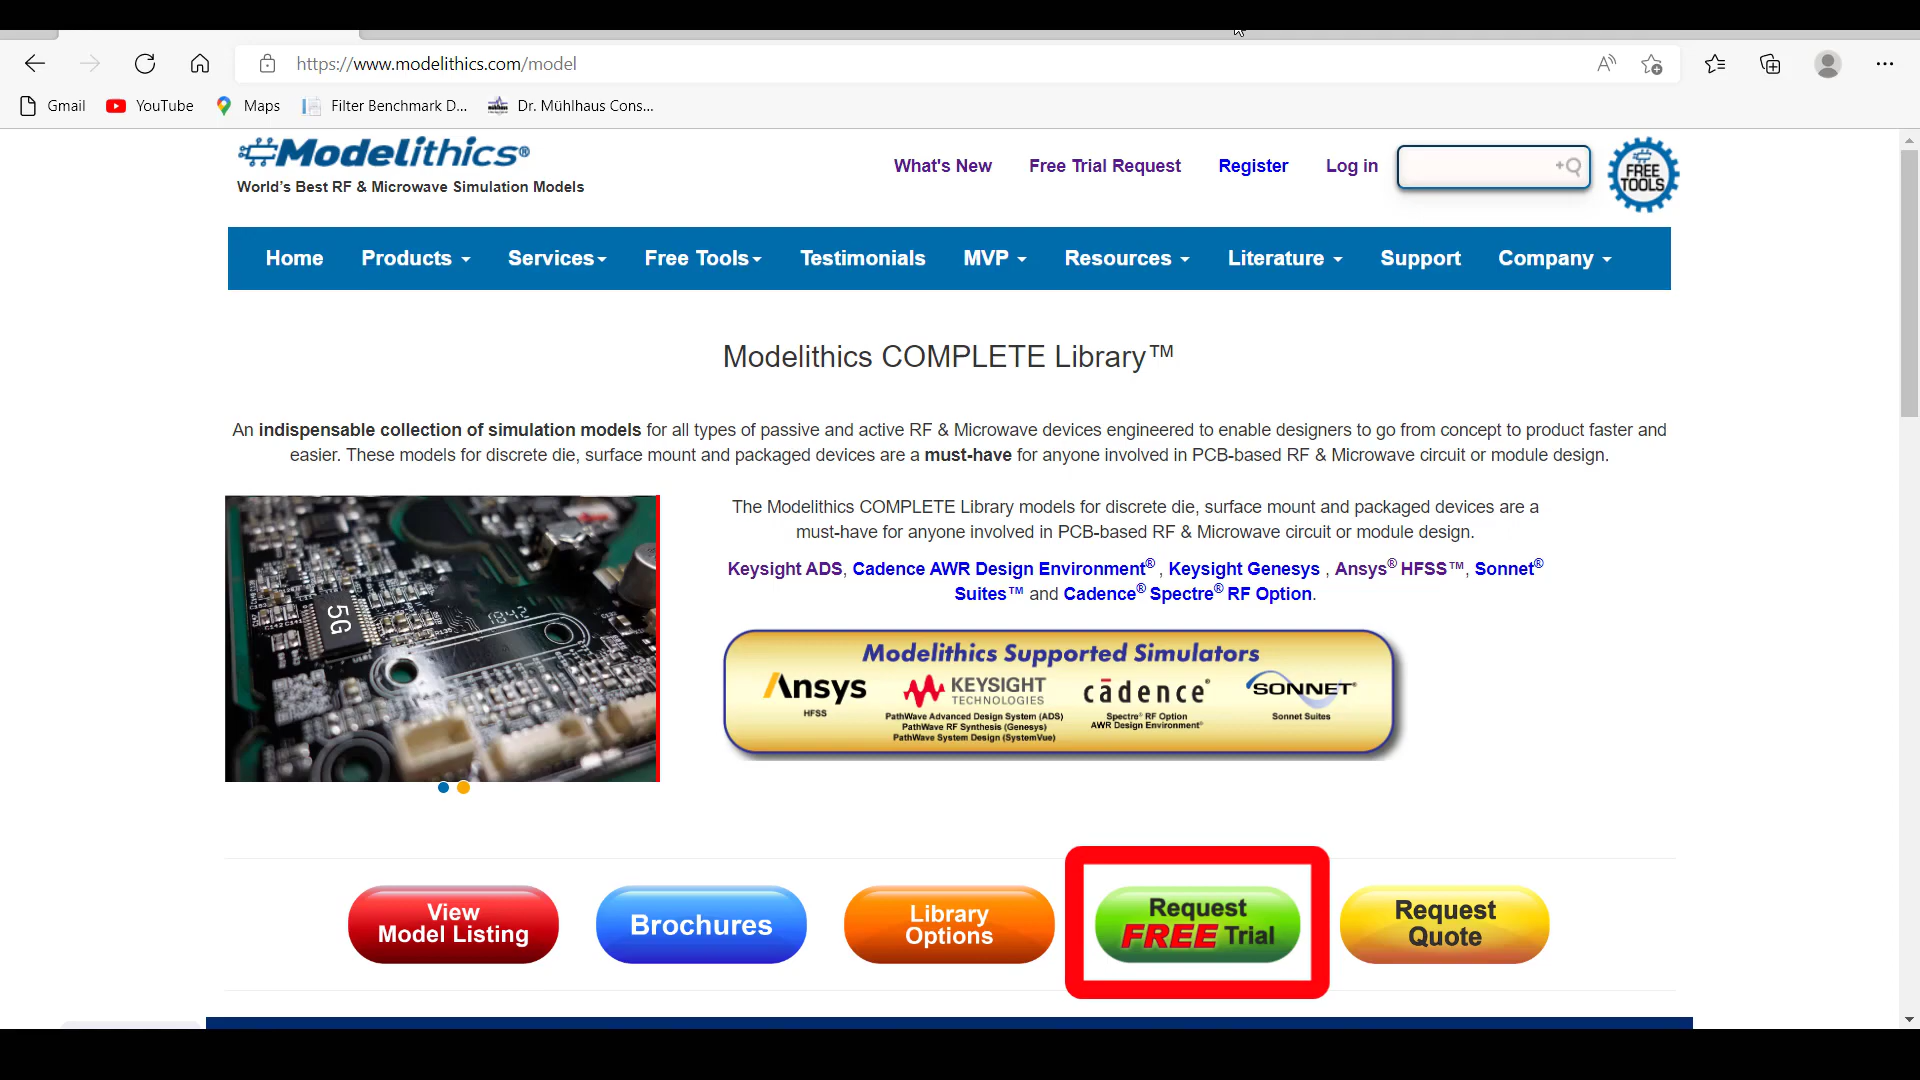 https://www.modelithics.com/model
Gmail YouTube Maps Filter Benchmark D... Dr. Mühlhaus Cons...
Modelithics®
World's Best RF & Microwave Simulation Models
What's New Free Trial Request Register Log in
FREE
TOOLS
Home Products Services Free Tools Testimonials MVP Resources Literature Support Company
Modelithics COMPLETE Library™
An indispensable collection of simulation models for all types of passive and active RF & Microwave devices engineered to enable designers to go from concept to product faster and
easier. These models for discrete die, surface mount and packaged devices are a must-have for anyone involved in PCB-based RF & Microwave circuit or module design.
The Modelithics COMPLETE Library models for discrete die, surface mount and packaged devices are a
must-have for anyone involved in PCB-based RF & Microwave circuit or module design.
Keysight ADS, Cadence AWR Design Environment® , Keysight Genesys , Ansys® HFSS™, Sonnet®
Suites™ and Cadence® Spectre® RF Option.
5G
1842
Modelithics Supported Simulators
Ansys
HFSS
KEYSIGHT
TECHNOLOGIES
PathWave Advanced Design System (ADS)
PathWave RF Synthesis (Genesys)
PathWave System Design (SystemVue)
cādence®
Spectre® RF Option
AWR Design Environment®
SONNET®
Sonnet Suites
View
Model Listing
Brochures
Library
Options
Request
FREE Trial
Request
Quote